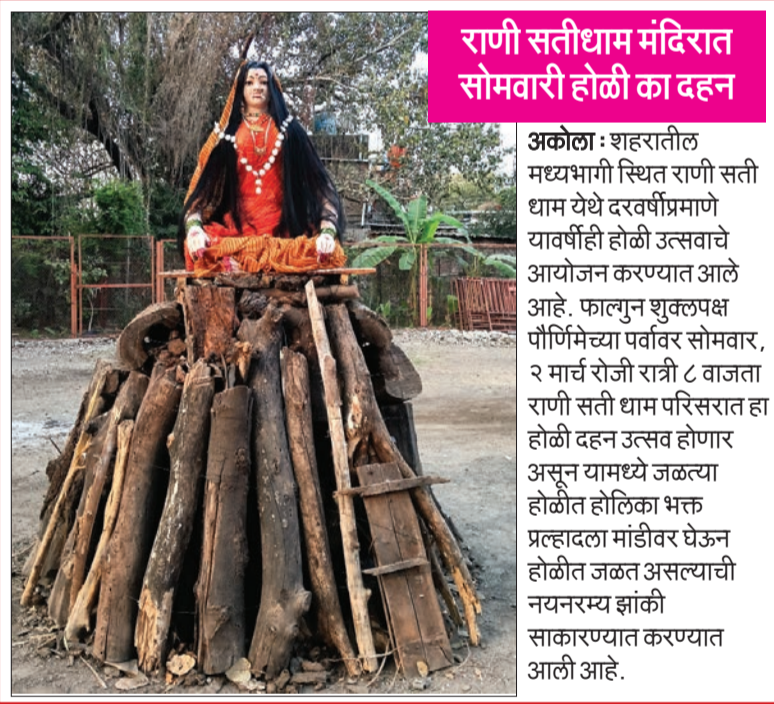 राणी सतीधाम मंदिरात
सोमवारी होळी का दहन
अकोला : शहरातील
मध्यभागी स्थित राणी सती
धाम येथे दरवर्षीप्रमाणे
यावर्षीही होळी उत्सवाचे
आयोजन करण्यात आले
आहे. फाल्गुन शुक्लपक्ष
पौर्णिमेच्या पर्वावर सोमवार,
२ मार्च रोजी रात्री ८ वाजता
राणी सती धाम परिसरात हा
होळी दहन उत्सव होणार
असून यामध्ये जळत्या
होळीत होलिका भक्त
प्रल्हादला मांडीवर घेऊन
होळीत जळत असल्याची
नयनरम्य झांकी
साकारण्यात करण्यात
आली आहे.